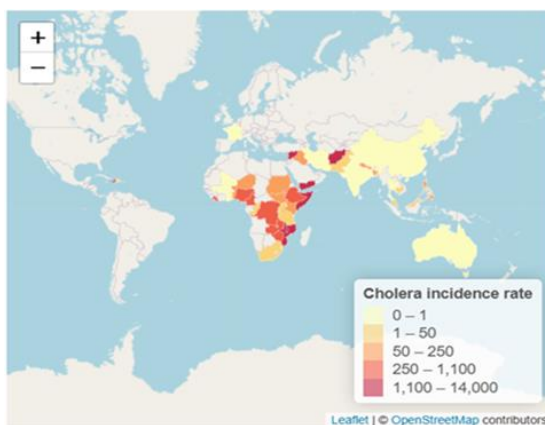 +
−
Cholera incidence rate
0 – 1
1 – 50
50 – 250
250 – 1,100
1,100 – 14,000
Leaflet | © OpenStreetMap contributors